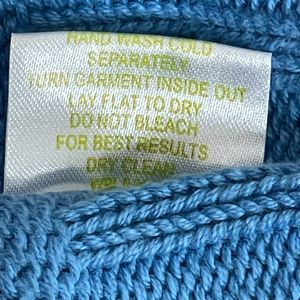 HAND WASH COLD
SEPARATELY
TURN GARMENT INSIDE OUT
LAY FLAT TO DRY
DO NOT BLEACH
FOR BEST RESULTS
DRY CLEAN